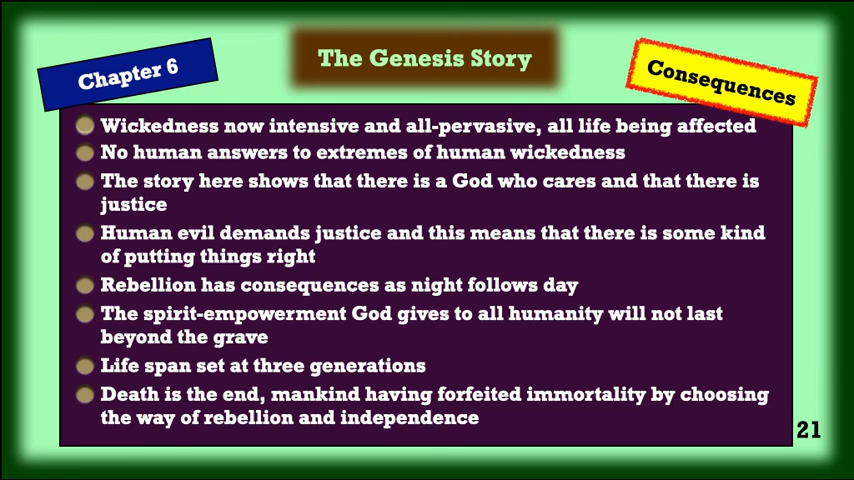 Chapter 6
The Genesis Story
Consequences
Wickedness now intensive and all-pervasive, all life being affected
No human answers to extremes of human wickedness
The story here shows that there is a God who cares and that there is
justice
Human evil demands justice and this means that there is some kind
of putting things right
Rebellion has consequences as night follows day
The spirit-empowerment God gives to all humanity will not last
beyond the grave
Life span set at three generations
Death is the end, mankind having forfeited immortality by choosing
the way of rebellion and independence
21